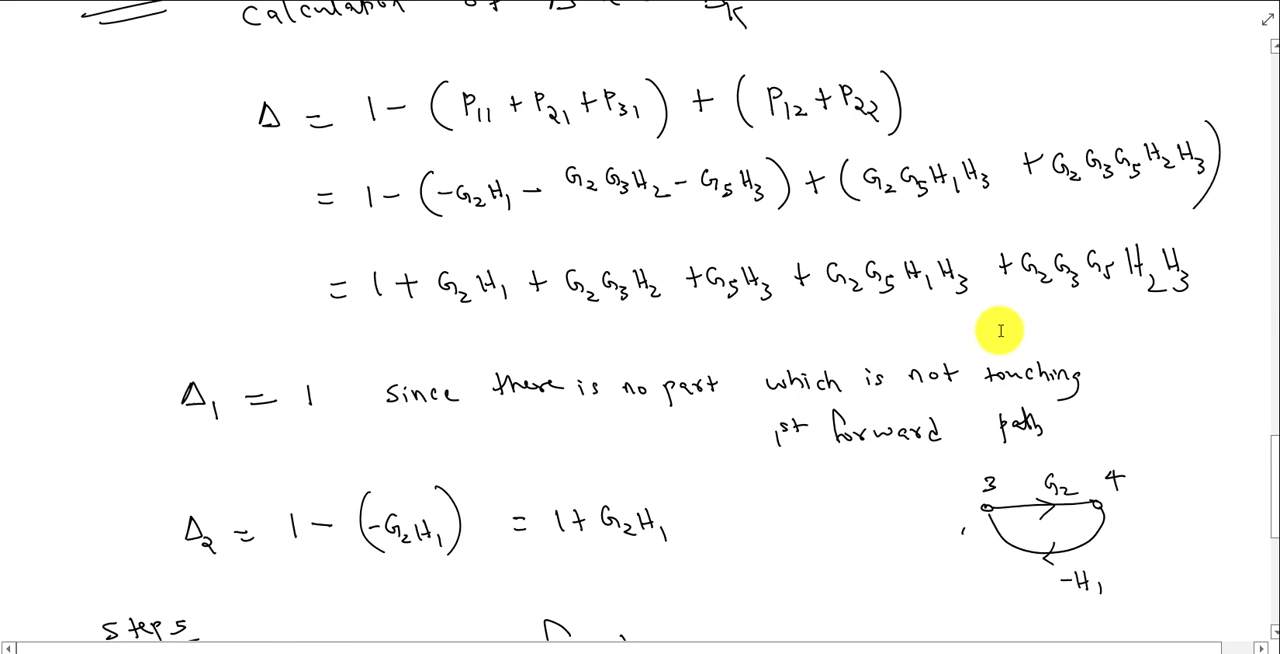 Calculation of
Δ = 1 - (P₁₁ + P₂₁ + P₃₁) + (P₁₂ + P₂₂)
= 1 - (-G₂H₁ - G₂G₃H₂ - G₅H₃) + (G₂G₅H₁H₃ + G₂G₃G₅H₂H₃)
= 1 + G₂H₁ + G₂G₃H₂ + G₅H₃ + G₂G₅H₁H₃ + G₂G₃G₅H₂H₃
Δ₁ = 1 since there is no part which is not touching
1st forward path
3 G₂ 4
Δ₂ = 1 - (-G₂H₁) = 1 + G₂H₁
-H₁
Step 5